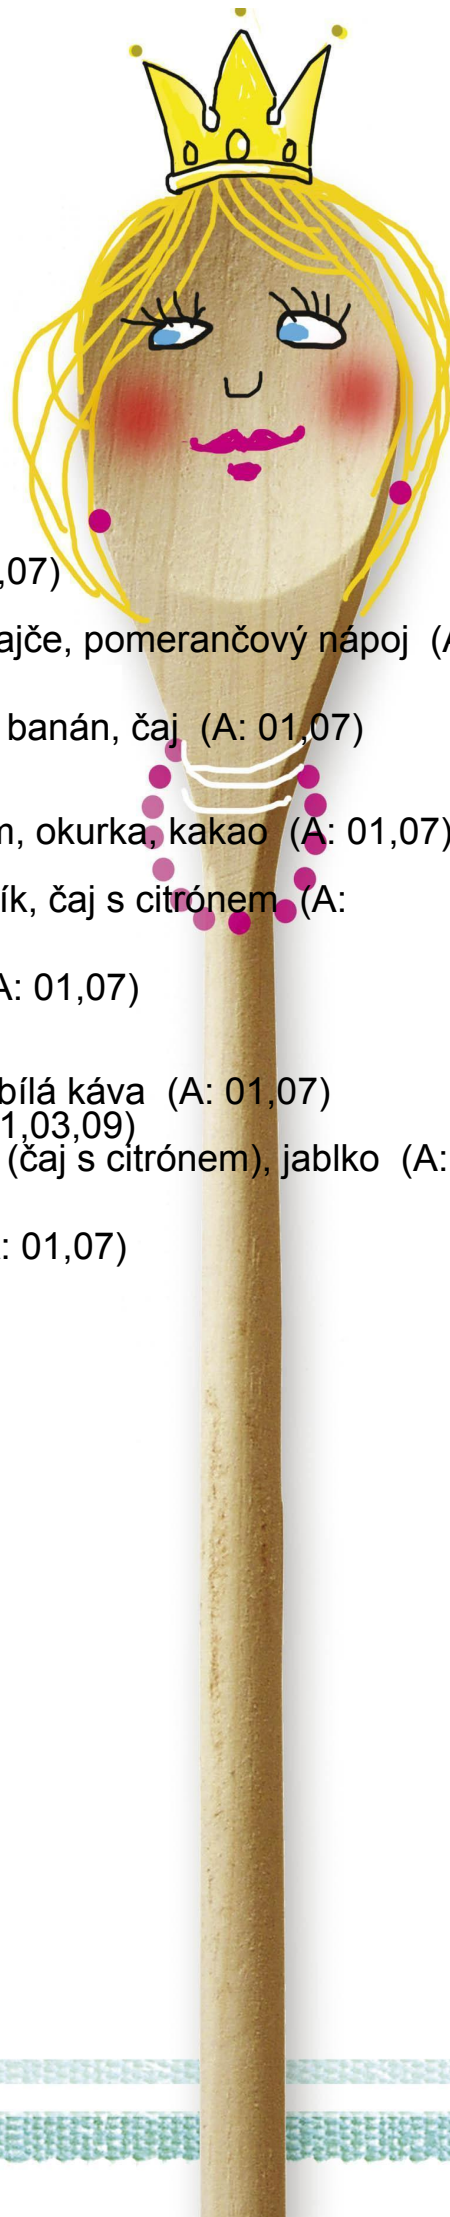 ,07)
ajče, pomerančový nápoj (A
banán, čaj (A: 01,07)
m, okurka, kakao (A: 01,07)
ík, čaj s citrónem (A:
A: 01,07)
bílá káva (A: 01,07)
1,03,09)
(čaj s citrónem), jablko (A:
: 01,07)